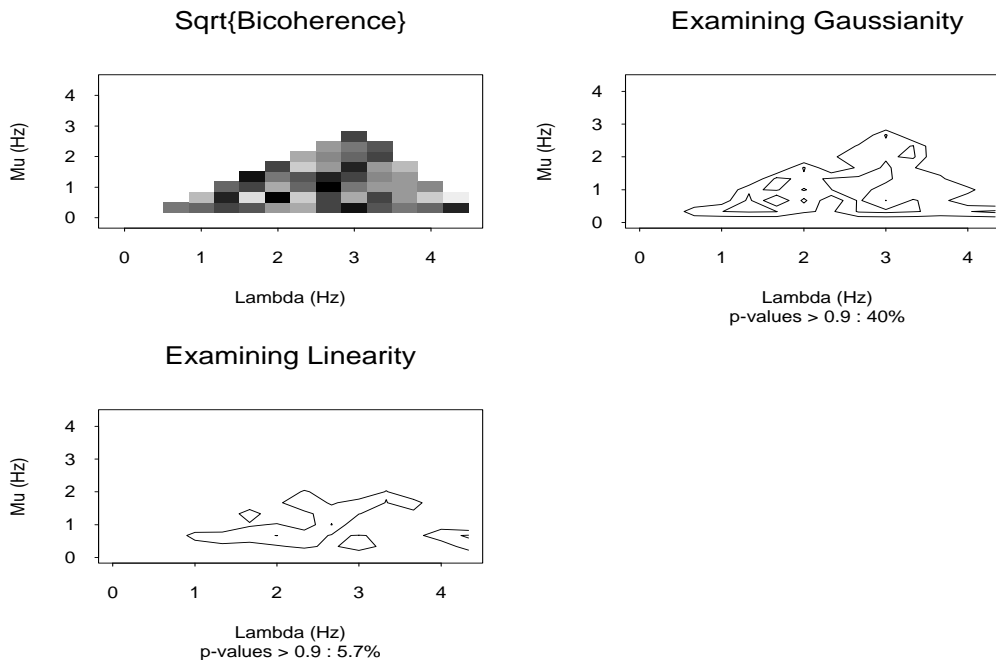 Sqrt{Bicoherence}
Mu (Hz)
4
3
2
1
0
0 1 2 3 4
Lambda (Hz)
Examining Gaussianity
Mu (Hz)
4
3
2
1
0
0 1 2 3 4
Lambda (Hz)
p-values > 0.9 : 40%
Examining Linearity
Mu (Hz)
4
3
2
1
0
0 1 2 3 4
Lambda (Hz)
p-values > 0.9 : 5.7%